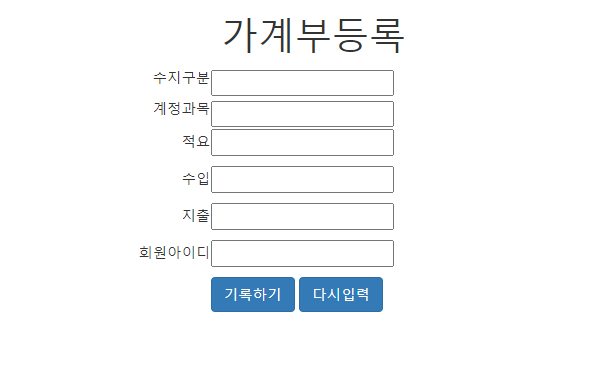 가계부등록
수지구분
계정과목
적요
수입
지출
회원아이디
기록하기 다시입력